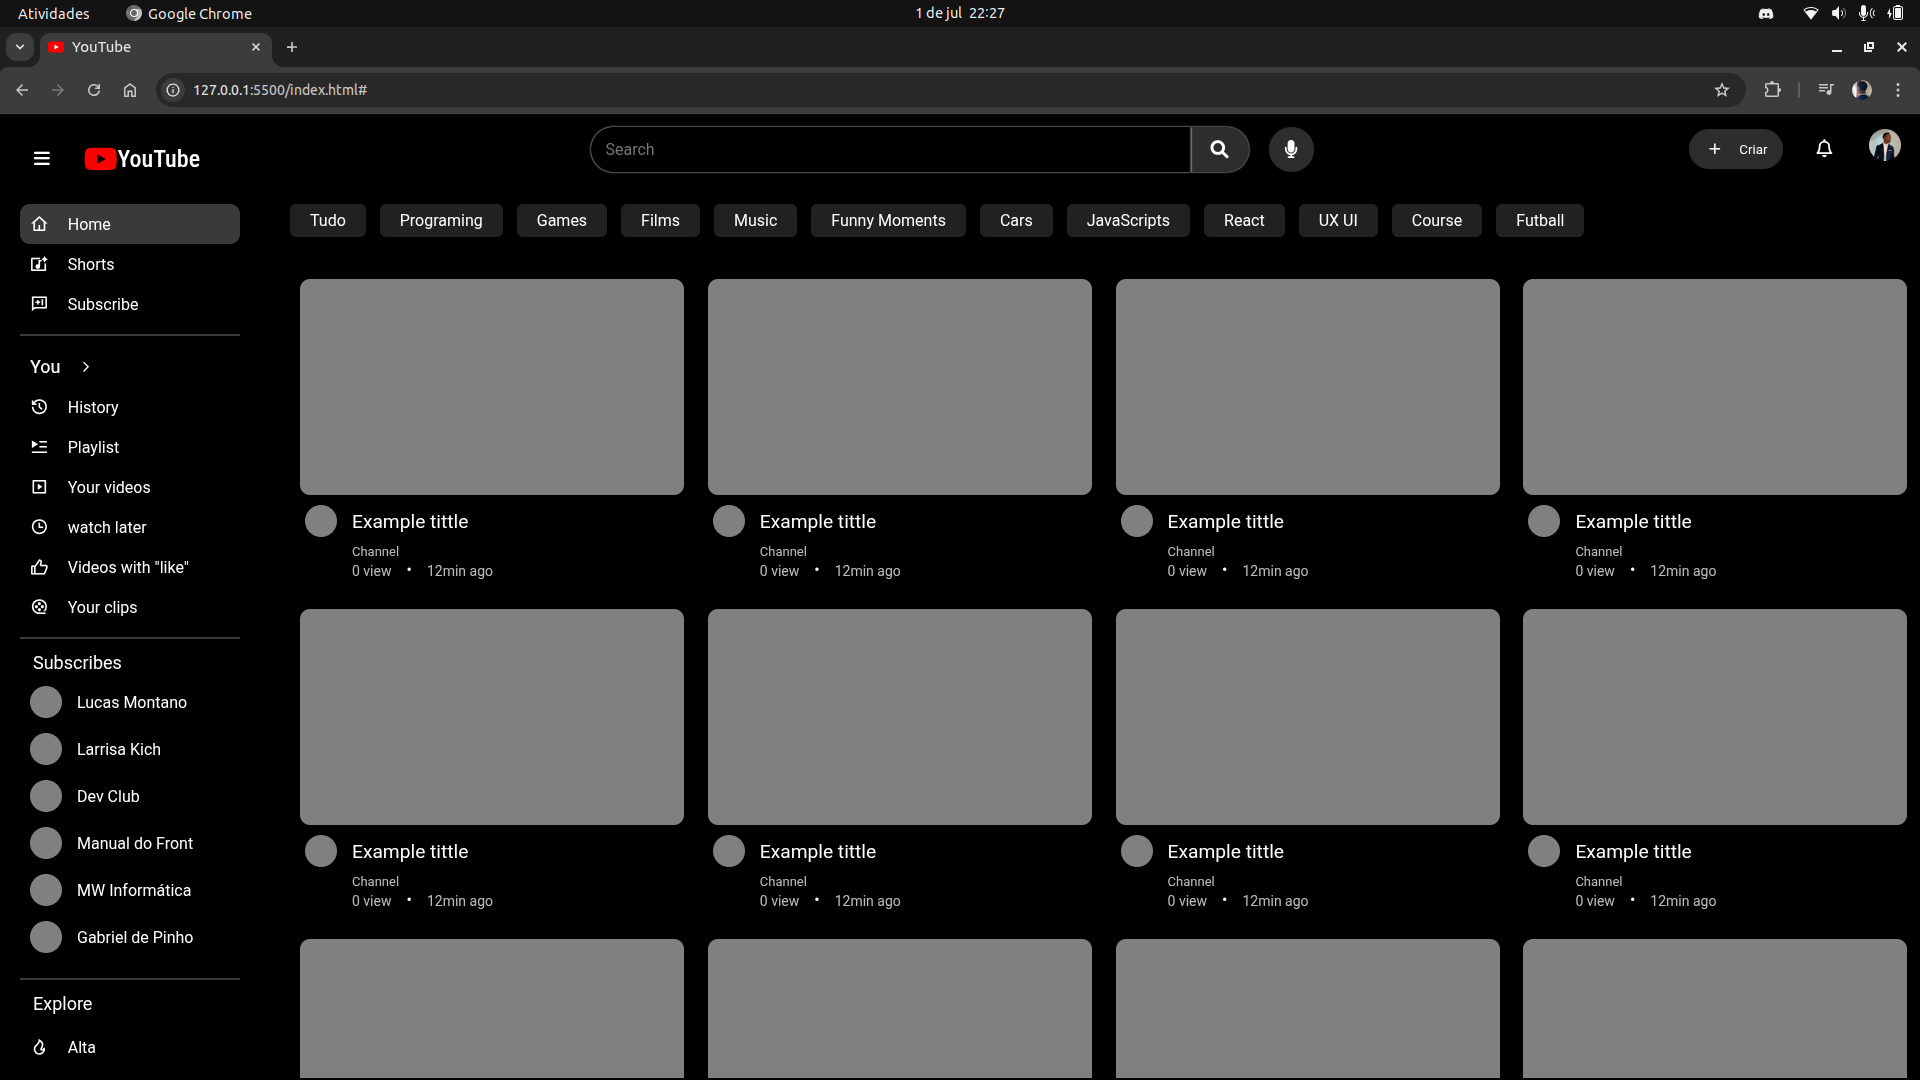 Atividades Google Chrome 1 de jul 22:27
YouTube
127.0.0.1:5500/index.html#
YouTube Search Criar
Home
Shorts
Subscribe
You
History
Playlist
Your videos
watch later
Videos with "like"
Your clips
Subscribes
Lucas Montano
Larrisa Kich
Dev Club
Manual do Front
MW Informática
Gabriel de Pinho
Explore
Alta
Tudo Programing Games Films Music Funny Moments Cars JavaScripts React UX UI Course Futball
Example tittle Example tittle Example tittle Example tittle
Channel Channel Channel Channel
0 view • 12min ago 0 view • 12min ago 0 view • 12min ago 0 view • 12min ago
Example tittle Example tittle Example tittle Example tittle
Channel Channel Channel Channel
0 view • 12min ago 0 view • 12min ago 0 view • 12min ago 0 view • 12min ago